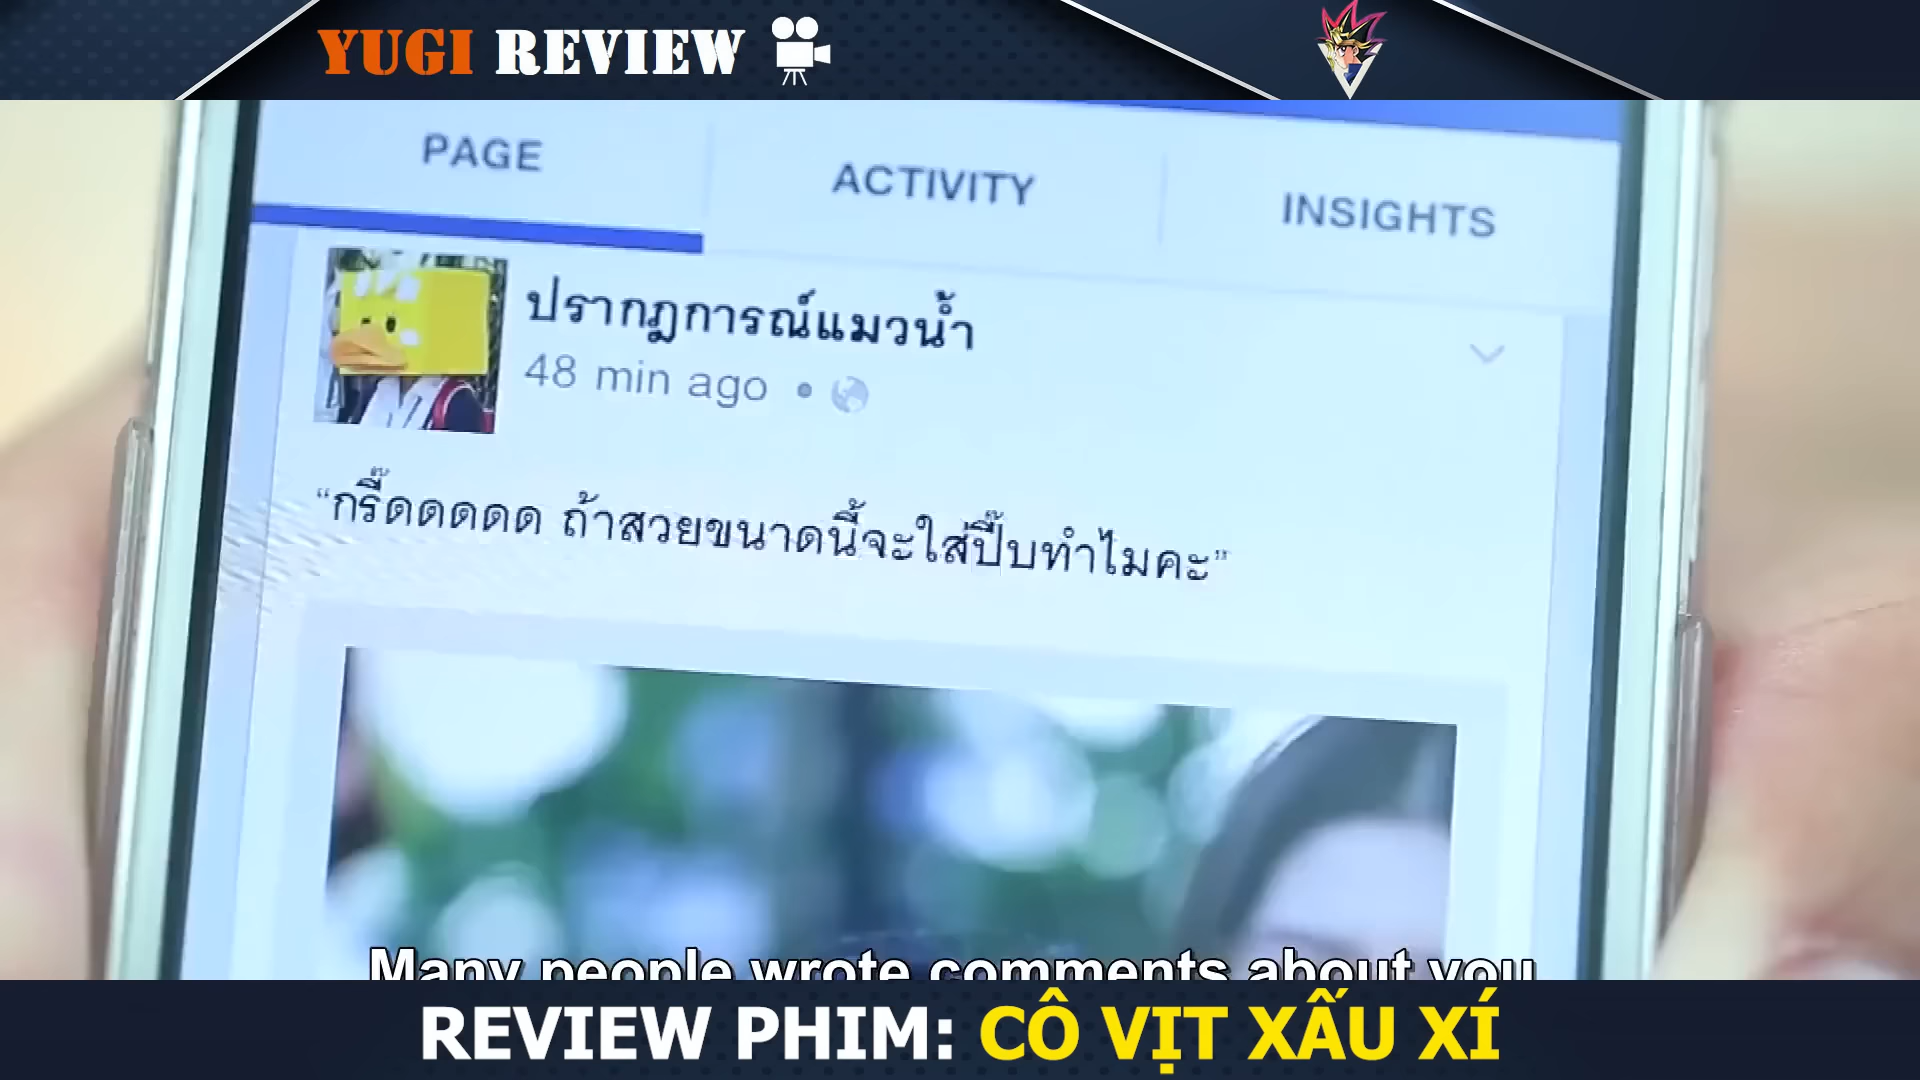 YUGI REVIEW
PAGE
ACTIVITY
INSIGHTS
ปรากฏการณ์แมวน้ำ
48 min ago
“กรี๊ดดดดด ถ้าสวยขนาดนี้จะใส่ปี๊บทำไมคะ”
Many people wrote comments about you
REVIEW PHIM: CÔ VỊT XẤU XÍ